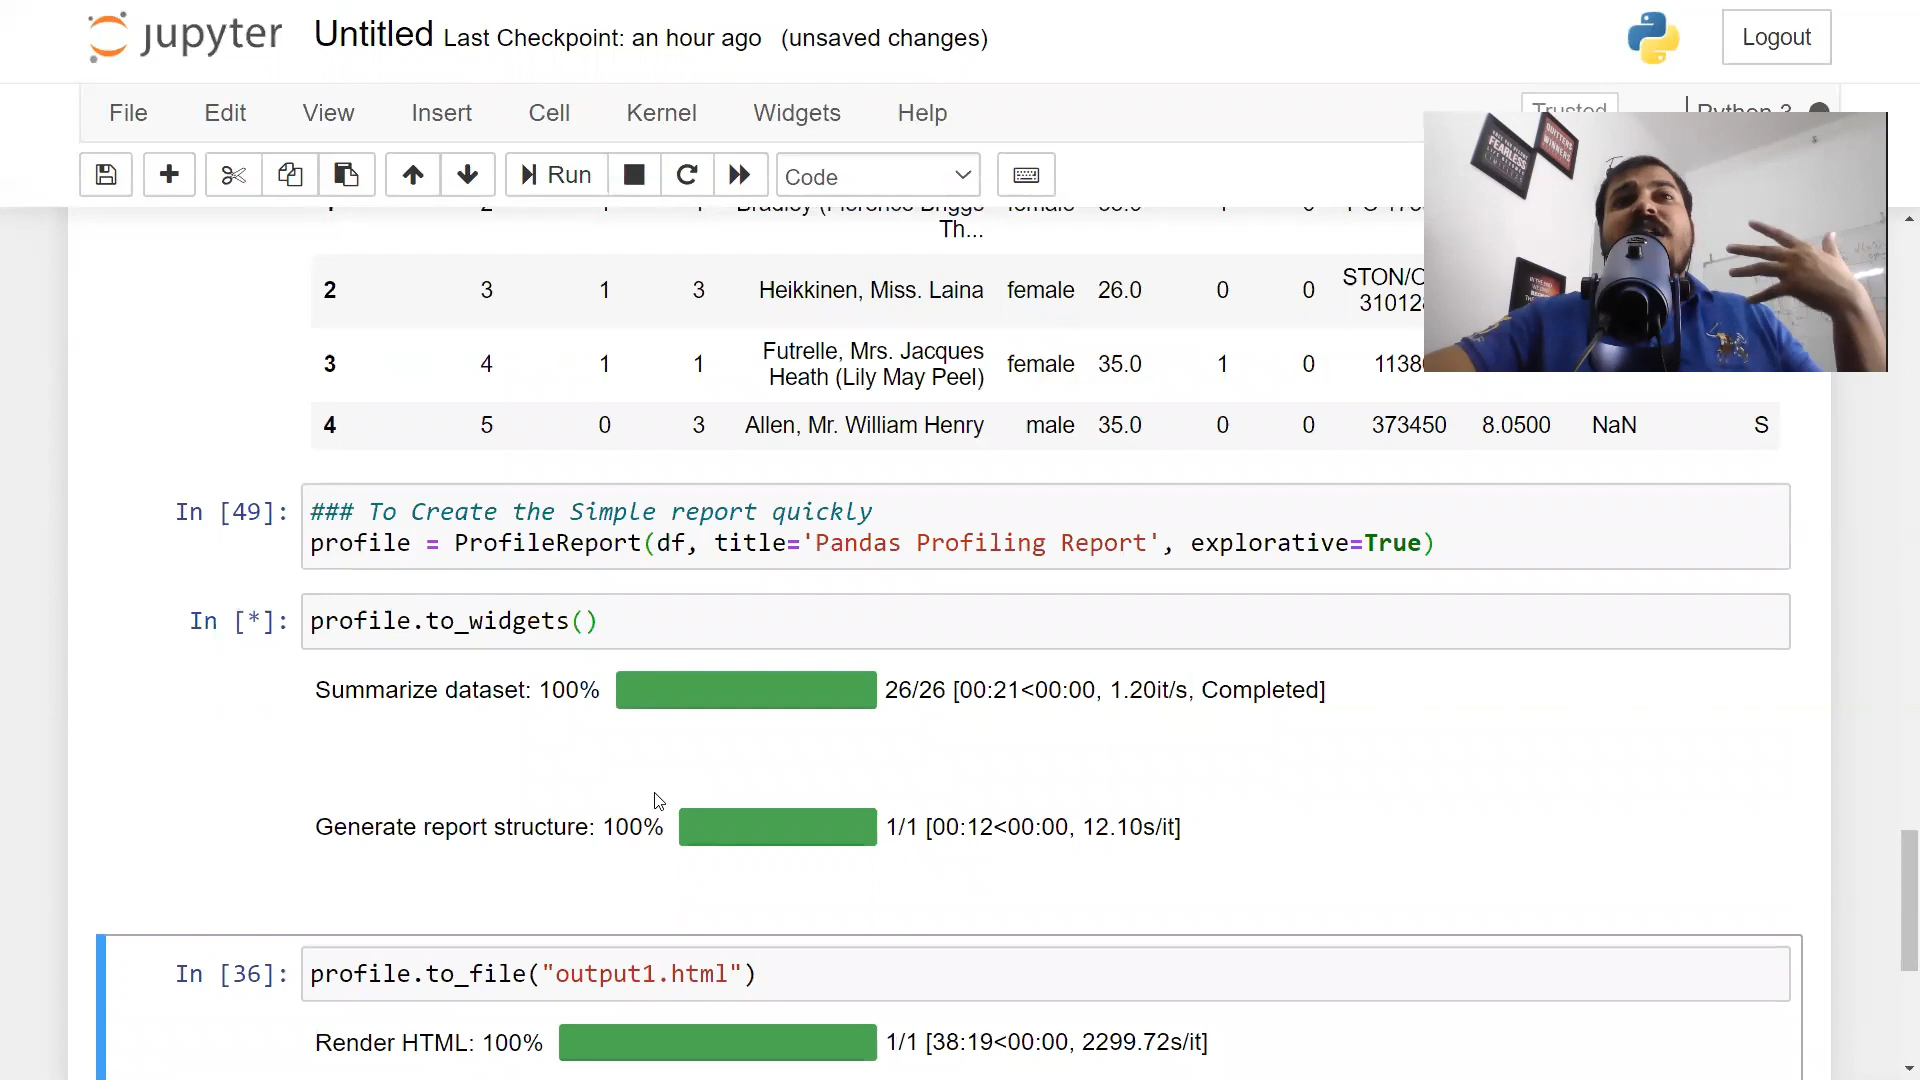 jupyter Untitled Last Checkpoint: an hour ago (unsaved changes)
Logout
File Edit View Insert Cell Kernel Widgets Help
Trusted
Python 3
Run Code
Th...
2 3 1 3 Heikkinen, Miss. Laina female 26.0 0 0
Futrelle, Mrs. Jacques
3 4 1 1 Heath (Lily May Peel) female 35.0 1 0
4 5 0 3 Allen, Mr. William Henry male 35.0 0 0 373450 8.0500 NaN S
In [49]: ### To Create the Simple report quickly
profile = ProfileReport(df, title='Pandas Profiling Report', explorative=True)
In [*]: profile.to_widgets()
Summarize dataset: 100% 26/26 [00:21<00:00, 1.20it/s, Completed]
Generate report structure: 100% 1/1 [00:12<00:00, 12.10s/it]
In [36]: profile.to_file("output1.html")
Render HTML: 100% 1/1 [38:19<00:00, 2299.72s/it]
FEARLESS